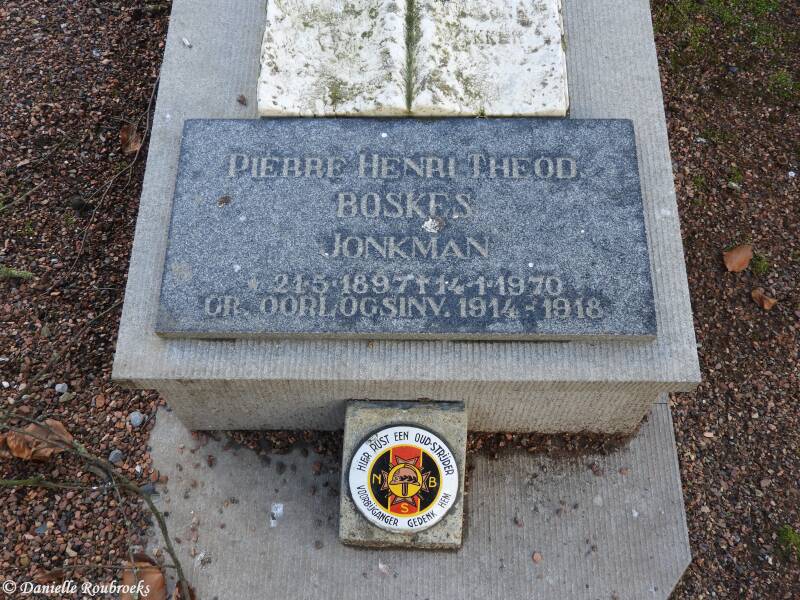 PIERRE HENRI THEOD.
BOSKES
JONKMAN
* 21·5·1897 † 14·1·1970
GR. OORLOGSINV. 1914-1918
HIER RUST EEN OUD-STRIJDER
N B
S
VOORBIJGANGER GEDENK HEM
© Danielle Roubroeks